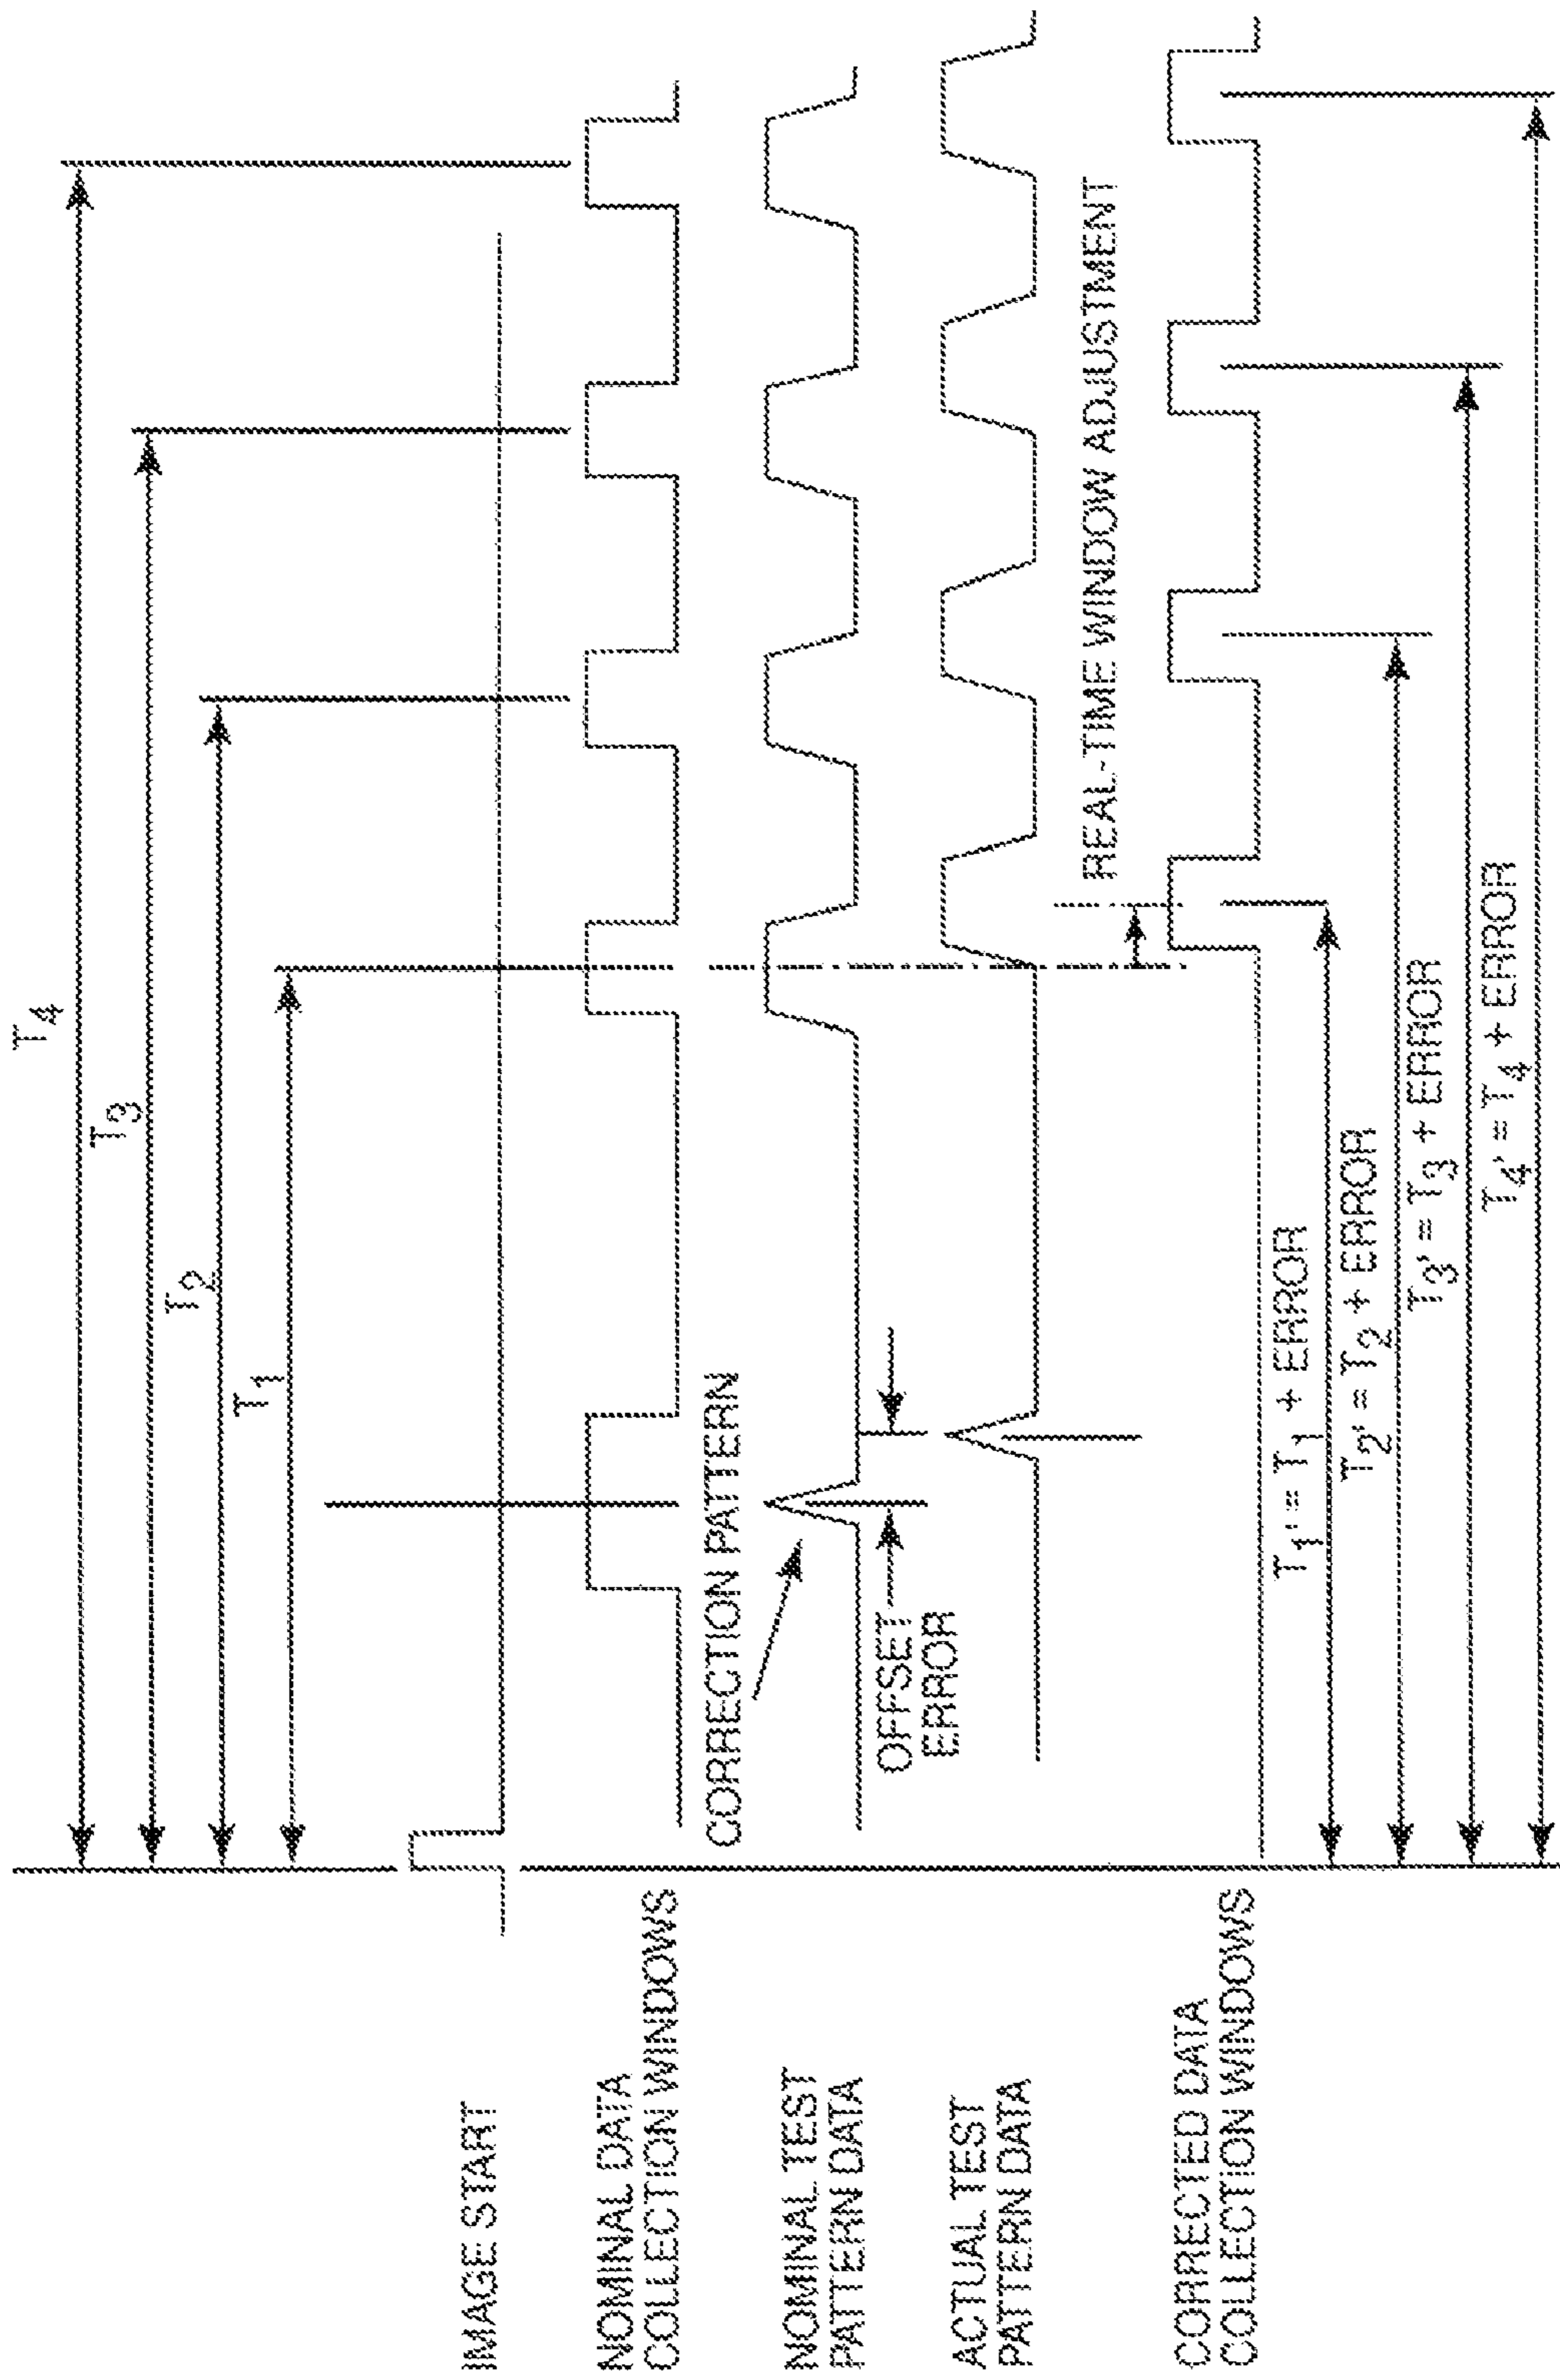 T4
T3
T2
T1
IMAGE START
NOMINAL DATA
COLLECTION WINDOWS
CORRECTION PATTERN
NOMINAL TEST
PATTERN DATA
OFFSET
ERROR
ACTUAL TEST
PATTERN DATA
REAL-TIME WINDOW ADJUSTMENT
CORRECTED DATA
COLLECTION WINDOWS
T1' = T1 + ERROR
T2' = T2 + ERROR
T3' = T3 + ERROR
T4' = T4 + ERROR